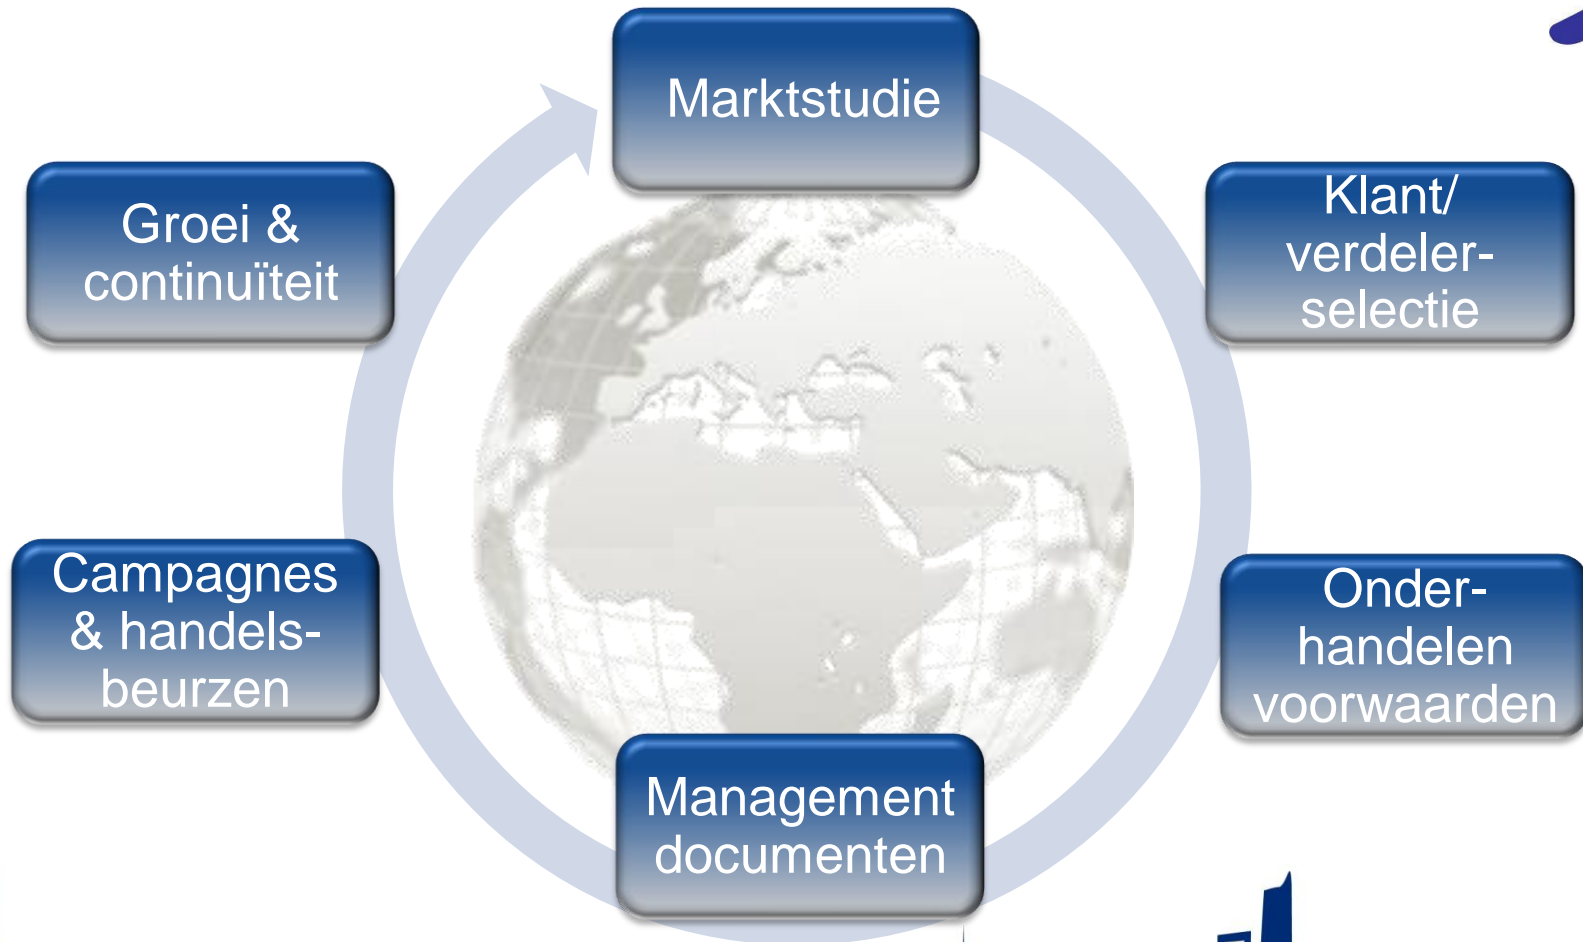 Marktstudie
Klant/
verdeler-
selectie
Onder-
handelen
voorwaarden
Management
documenten
Campagnes
& handels-
beurzen
Groei &
continuïteit